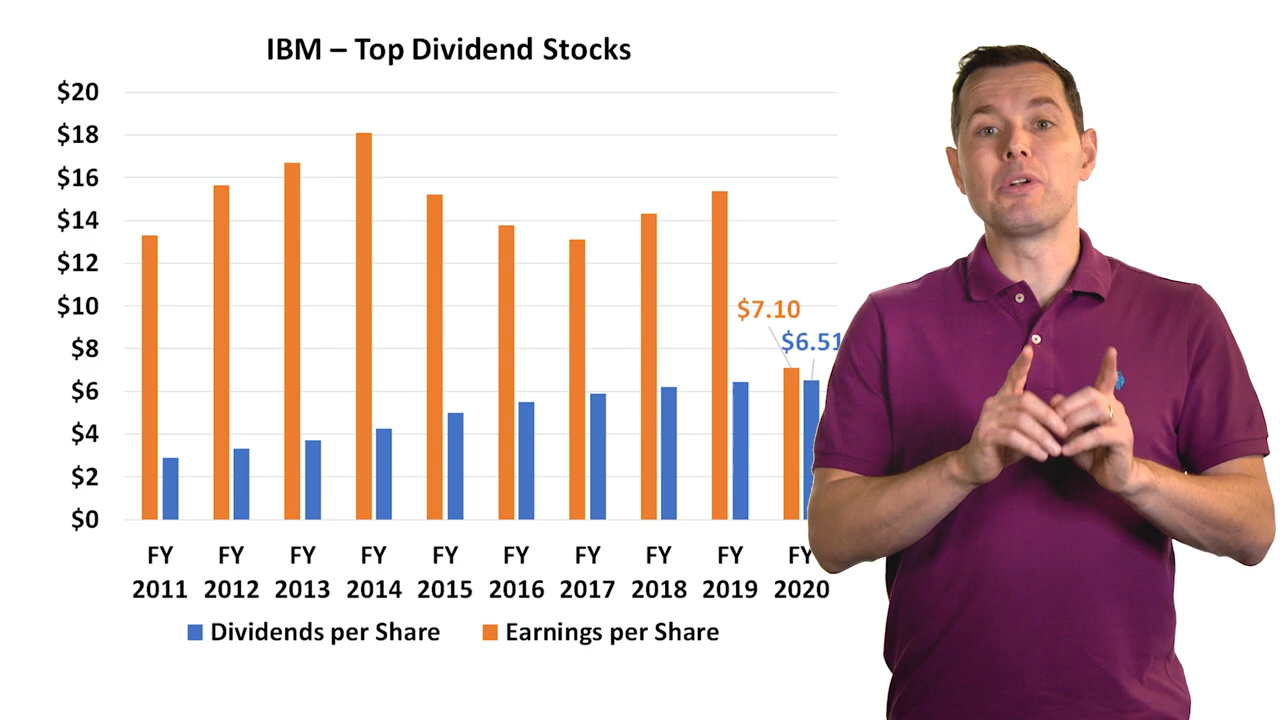 IBM – Top Dividend Stocks
$20
$18
$16
$14
$12
$10
$8
$6
$4
$2
$0
$7.10
$6.51
FY 2011
FY 2012
FY 2013
FY 2014
FY 2015
FY 2016
FY 2017
FY 2018
FY 2019
FY 2020
Dividends per Share
Earnings per Share